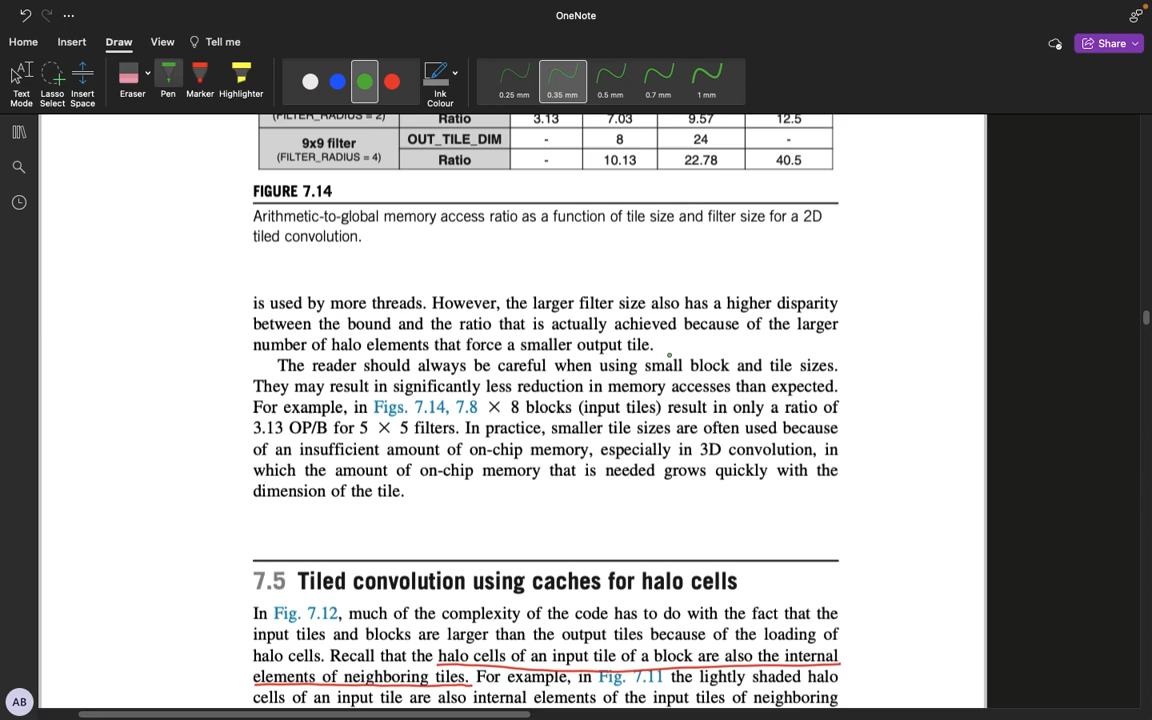 OneNote
Home Insert Draw View Tell me
Share
Text Mode
Lasso Select
Insert Space
Eraser
Pen
Marker
Highlighter
Ink Colour
0.25 mm
0.35 mm
0.5 mm
0.7 mm
1 mm
(FILTER_RADIUS = 2) Ratio 3.13 7.03 9.57 12.5
9x9 filter OUT_TILE_DIM - 8 24 -
(FILTER_RADIUS = 4) Ratio - 10.13 22.78 40.5
FIGURE 7.14
Arithmetic-to-global memory access ratio as a function of tile size and filter size for a 2D
tiled convolution.
is used by more threads. However, the larger filter size also has a higher disparity
between the bound and the ratio that is actually achieved because of the larger
number of halo elements that force a smaller output tile.
The reader should always be careful when using small block and tile sizes.
They may result in significantly less reduction in memory accesses than expected.
For example, in Figs. 7.14, 7.8 × 8 blocks (input tiles) result in only a ratio of
3.13 OP/B for 5 × 5 filters. In practice, smaller tile sizes are often used because
of an insufficient amount of on-chip memory, especially in 3D convolution, in
which the amount of on-chip memory that is needed grows quickly with the
dimension of the tile.
7.5 Tiled convolution using caches for halo cells
In Fig. 7.12, much of the complexity of the code has to do with the fact that the
input tiles and blocks are larger than the output tiles because of the loading of
halo cells. Recall that the halo cells of an input tile of a block are also the internal
elements of neighboring tiles. For example, in Fig. 7.11 the lightly shaded halo
cells of an input tile are also internal elements of the input tiles of neighboring
AB